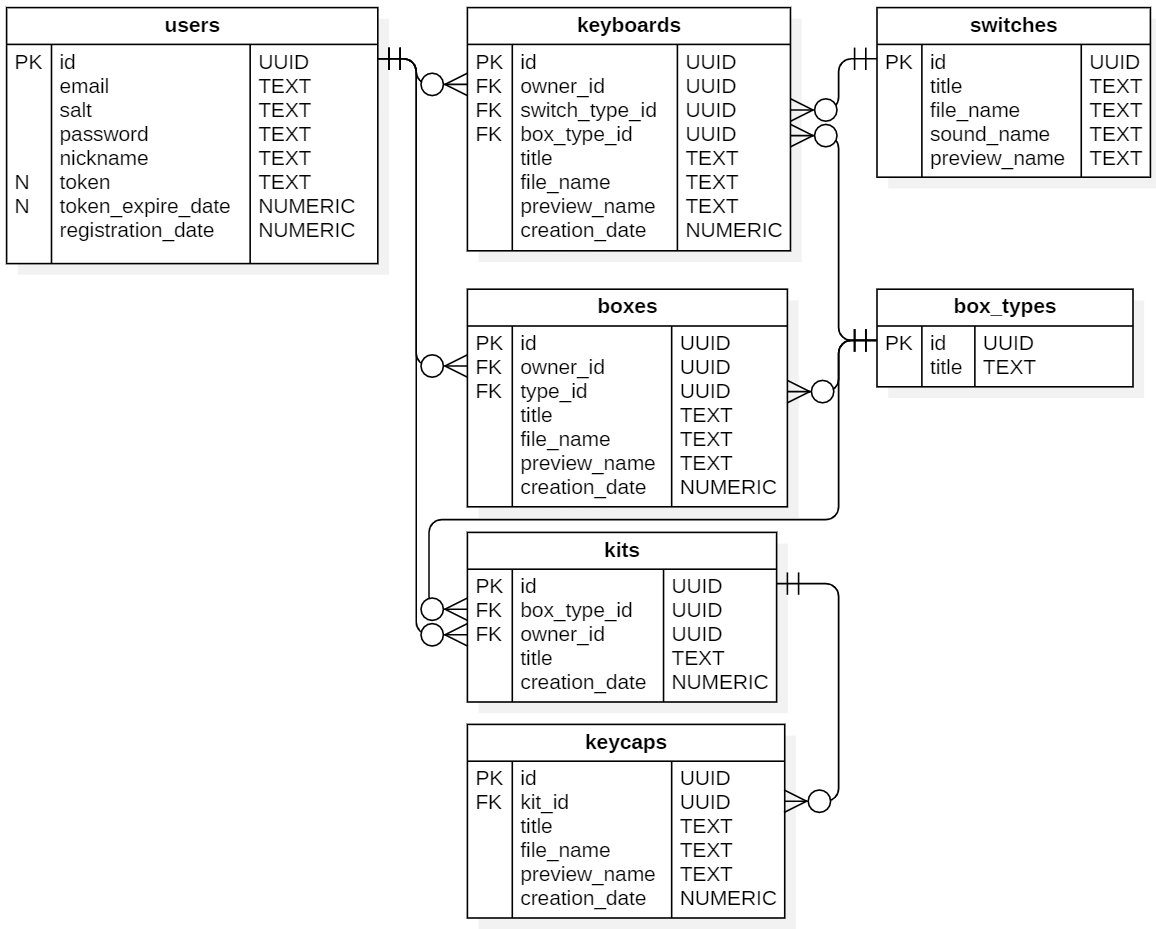 users
PK id UUID
email TEXT
salt TEXT
password TEXT
nickname TEXT
N token TEXT
N token_expire_date NUMERIC
registration_date NUMERIC
keyboards
PK id UUID
FK owner_id UUID
FK switch_type_id UUID
FK box_type_id UUID
title TEXT
file_name TEXT
preview_name TEXT
creation_date NUMERIC
switches
PK id UUID
title TEXT
file_name TEXT
sound_name TEXT
preview_name TEXT
boxes
PK id UUID
FK owner_id UUID
FK type_id UUID
title TEXT
file_name TEXT
preview_name TEXT
creation_date NUMERIC
box_types
PK id UUID
title TEXT
kits
PK id UUID
FK box_type_id UUID
FK owner_id UUID
title TEXT
creation_date NUMERIC
keycaps
PK id UUID
FK kit_id UUID
title TEXT
file_name TEXT
preview_name TEXT
creation_date NUMERIC